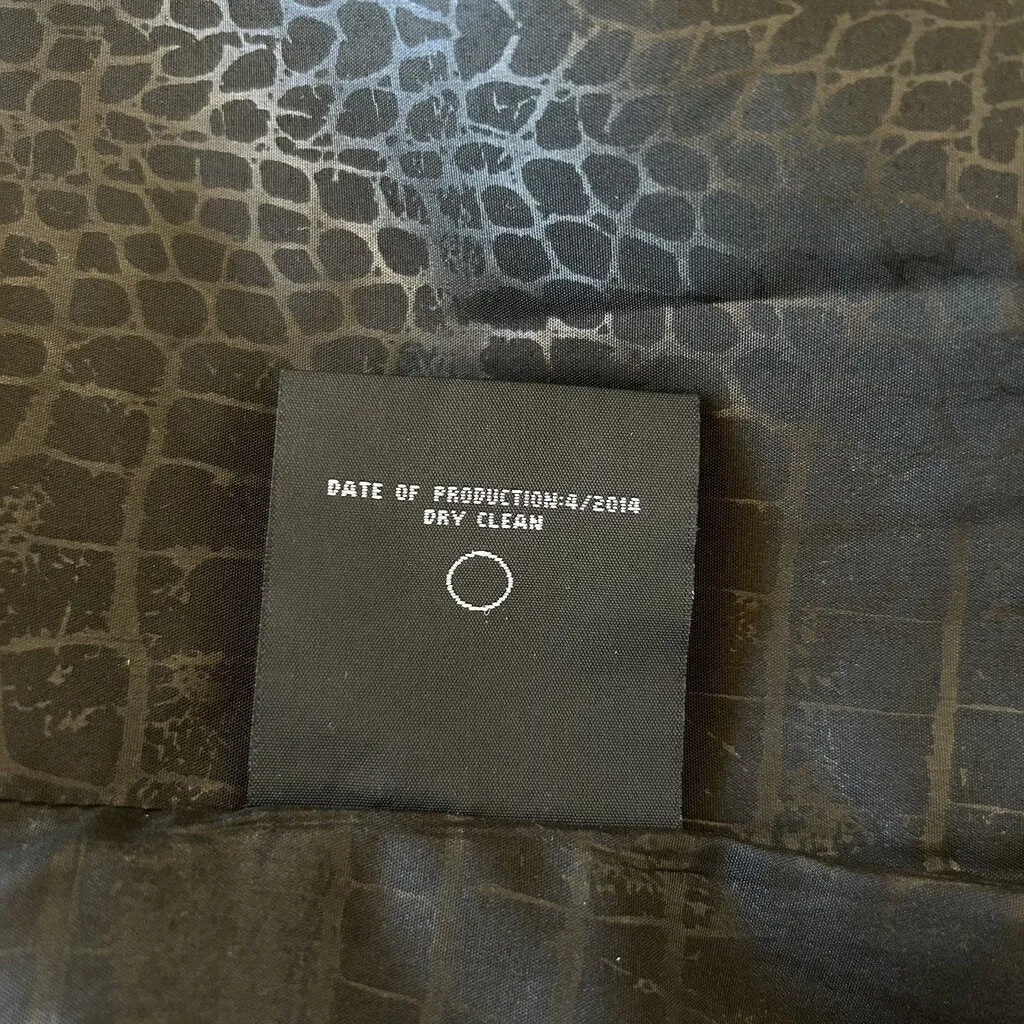 DATE OF PRODUCTION:4/2014
DRY CLEAN